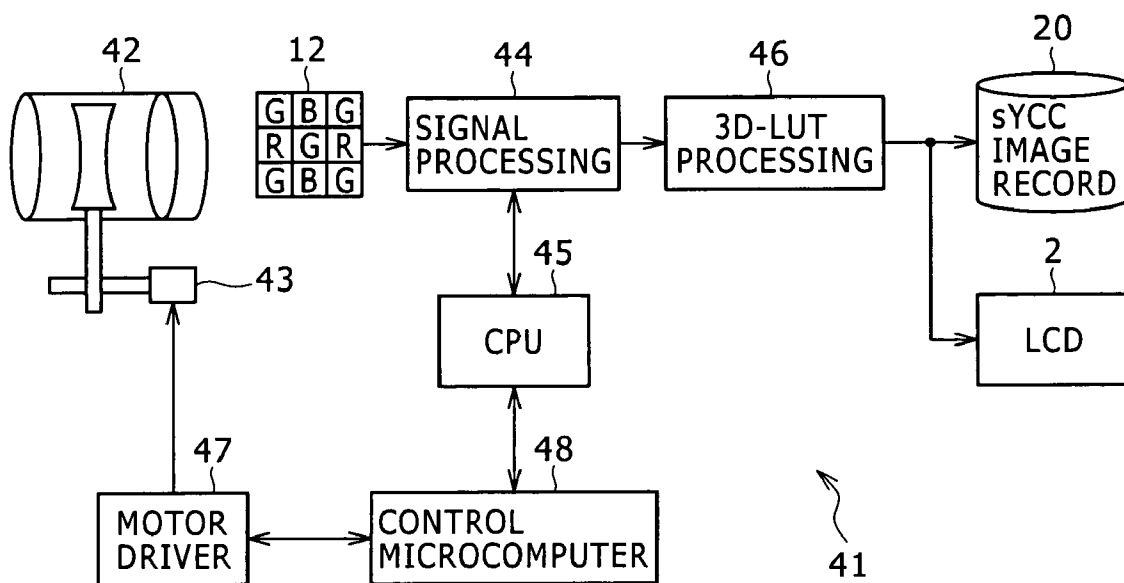 42
12
44
46
20
G B G
R G R
G B G
SIGNAL
PROCESSING
3D-LUT
PROCESSING
sYCC
IMAGE
RECORD
43
45
CPU
2
LCD
47
MOTOR
DRIVER
48
CONTROL
MICROCOMPUTER
41